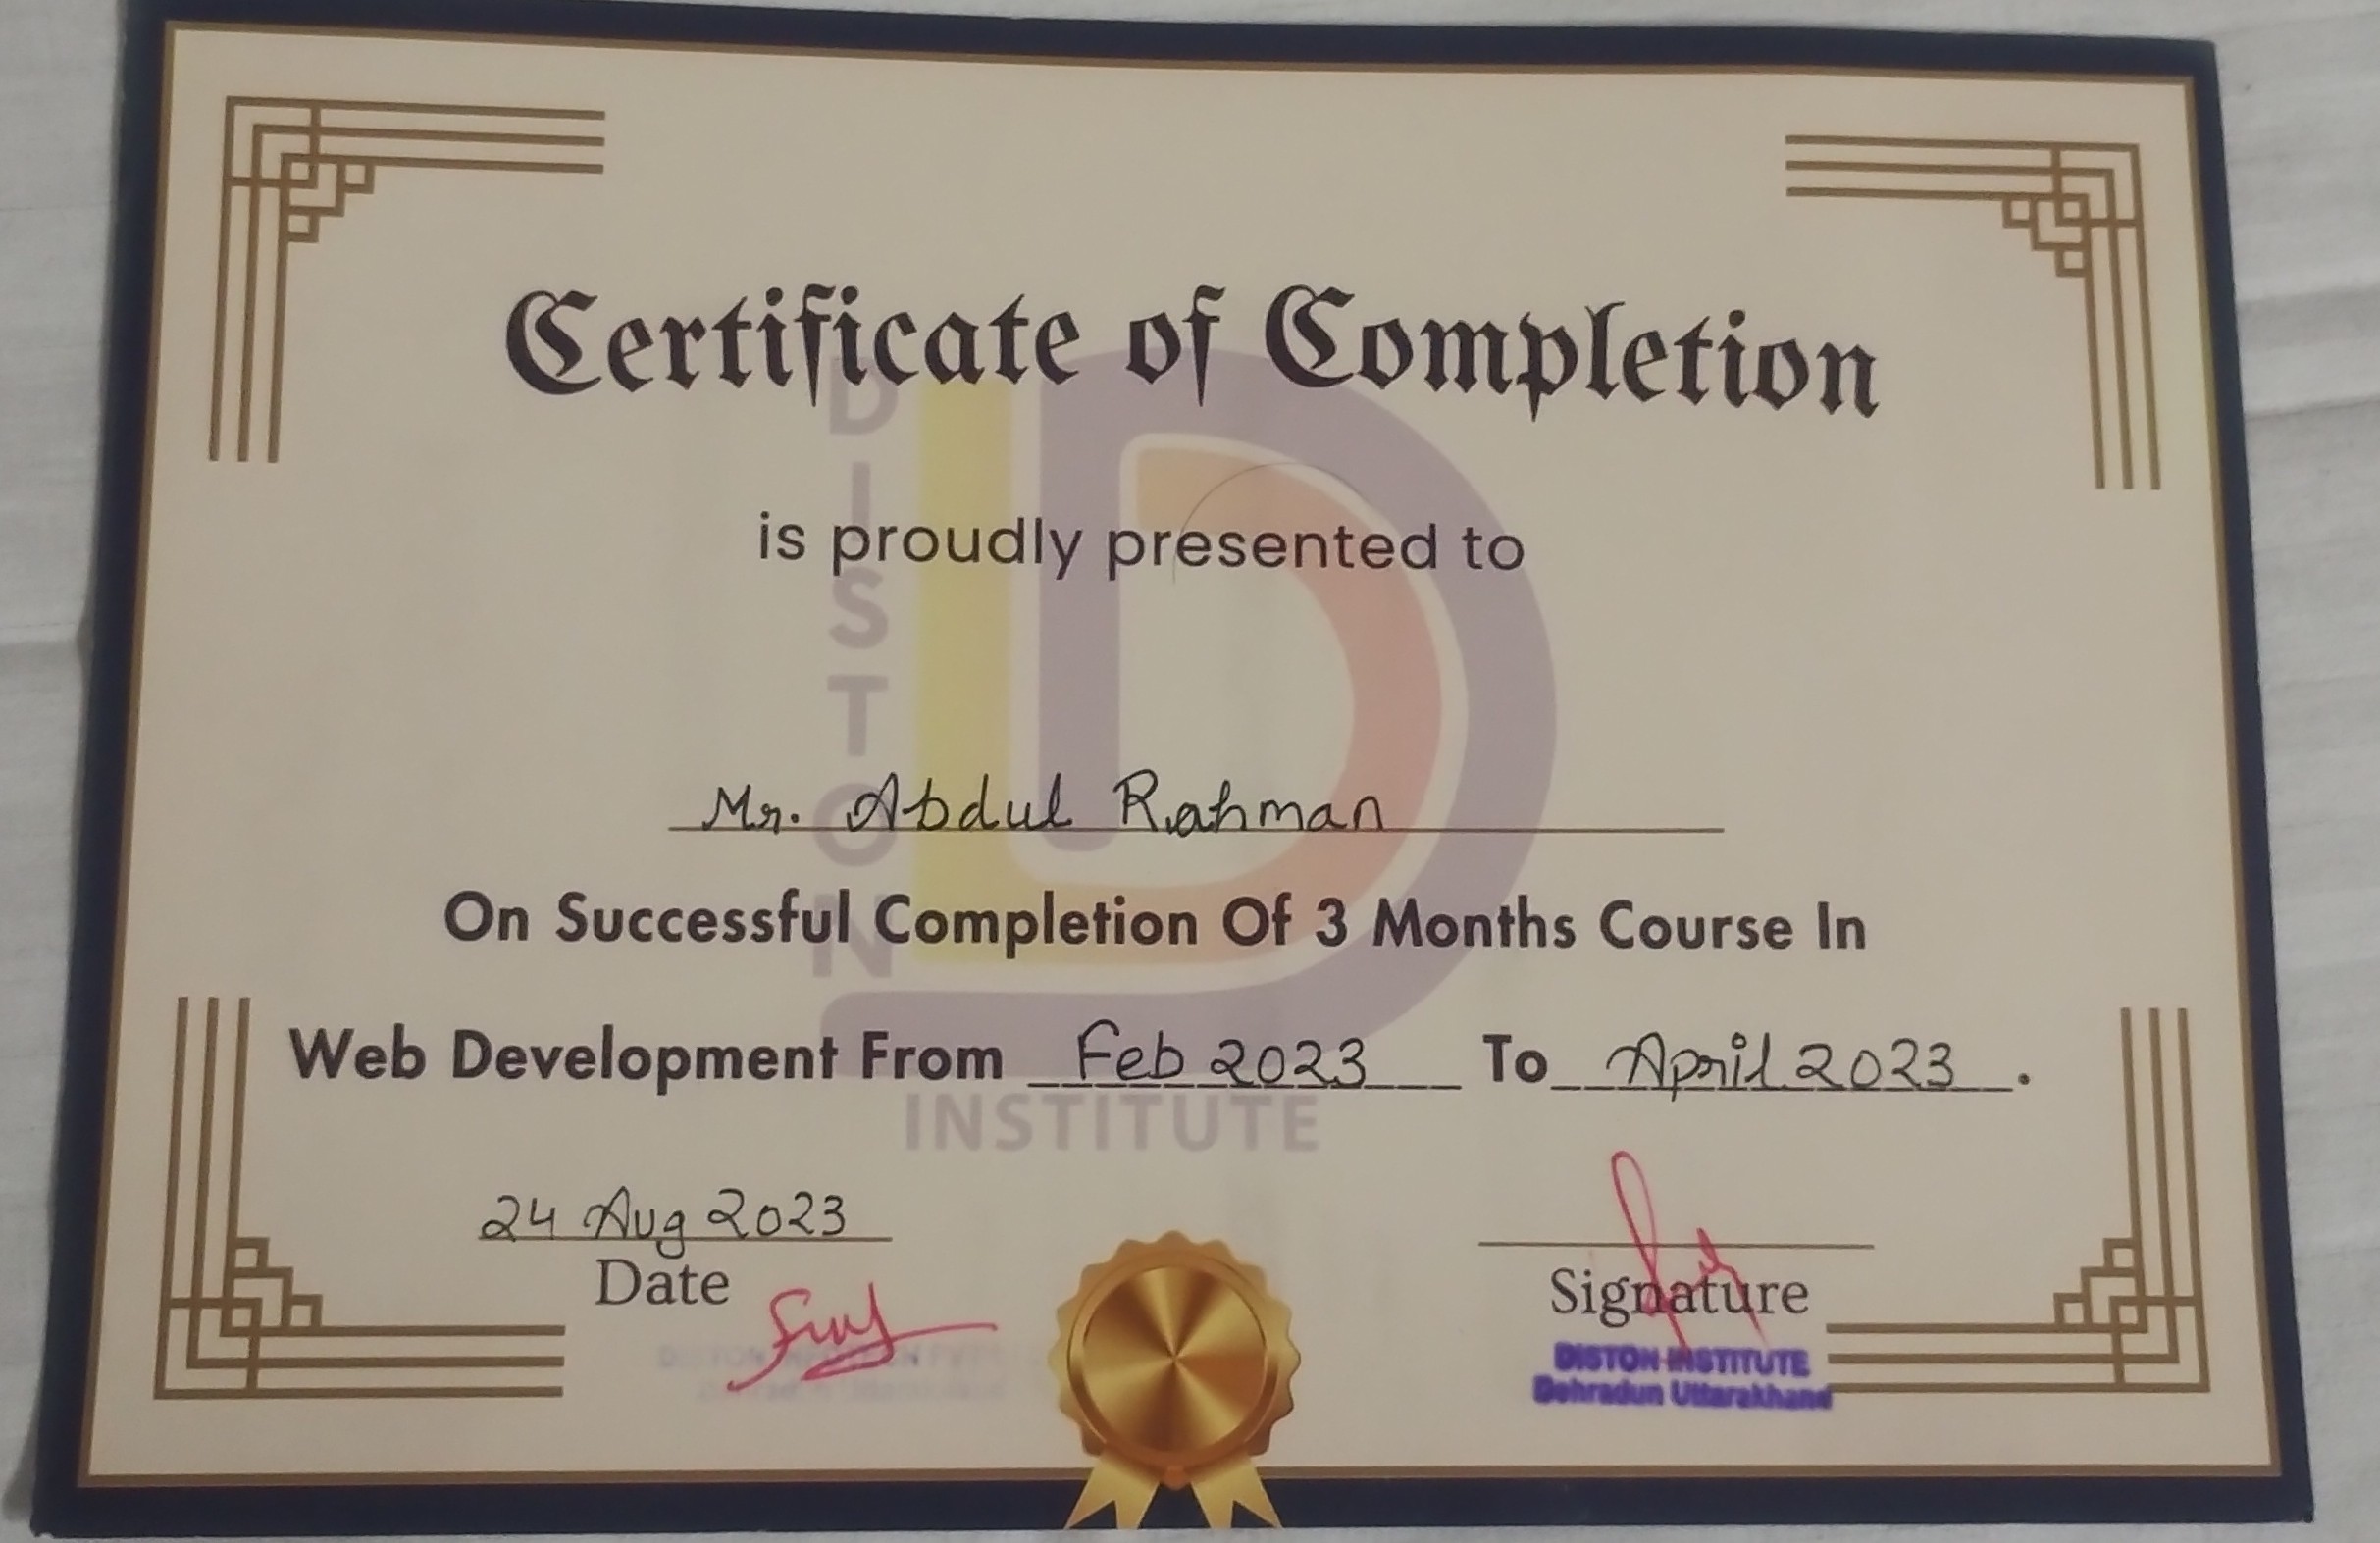 Certificate of Completion
is proudly presented to
Mr. Abdul Rahman
On Successful Completion Of 3 Months Course In
Web Development From Feb 2023 To April 2023.
DISTON
INSTITUTE
24 Aug 2023
Date
Signature
DISTON INSTITUTE
Dehradun Uttarakhand